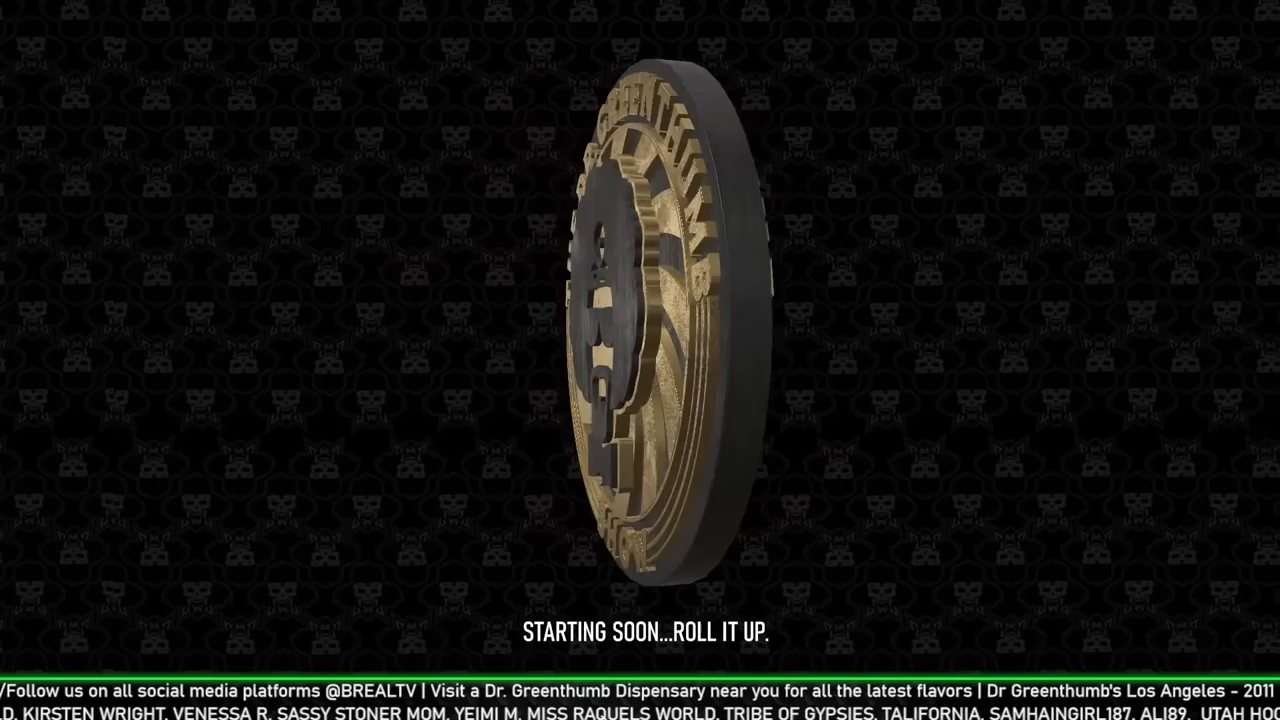 GREENTHUMB
STARTING SOON...ROLL IT UP.
/Follow us on all social media platforms @BREALTV | Visit a Dr. Greenthumb Dispensary near you for all the latest flavors | Dr Greenthumb's Los Angeles - 2011
D, KIRSTEN WRIGHT, VENESSA R, SASSY STONER MOM, YEIMI M, MISS RAQUELS WORLD, TRIBE OF GYPSIES, TALIFORNIA, SAMHAINGIRL187, ALI89, UTAH HO